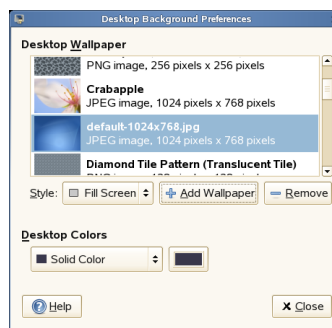 Desktop Background Preferences
Desktop Wallpaper
PNG image, 256 pixels x 256 pixels
Crabapple
JPEG image, 1024 pixels x 768 pixels
default-1024x768.jpg
JPEG image, 1024 pixels x 768 pixels
Diamond Tile Pattern (Translucent Tile)
Style: Fill Screen Add Wallpaper Remove
Desktop Colors
Solid Color
Help Close